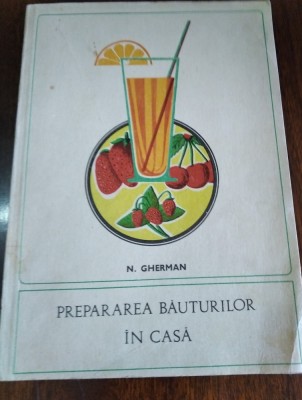 N. GHERMAN
PREPARAREA BĂUTURILOR
ÎN CASĂ